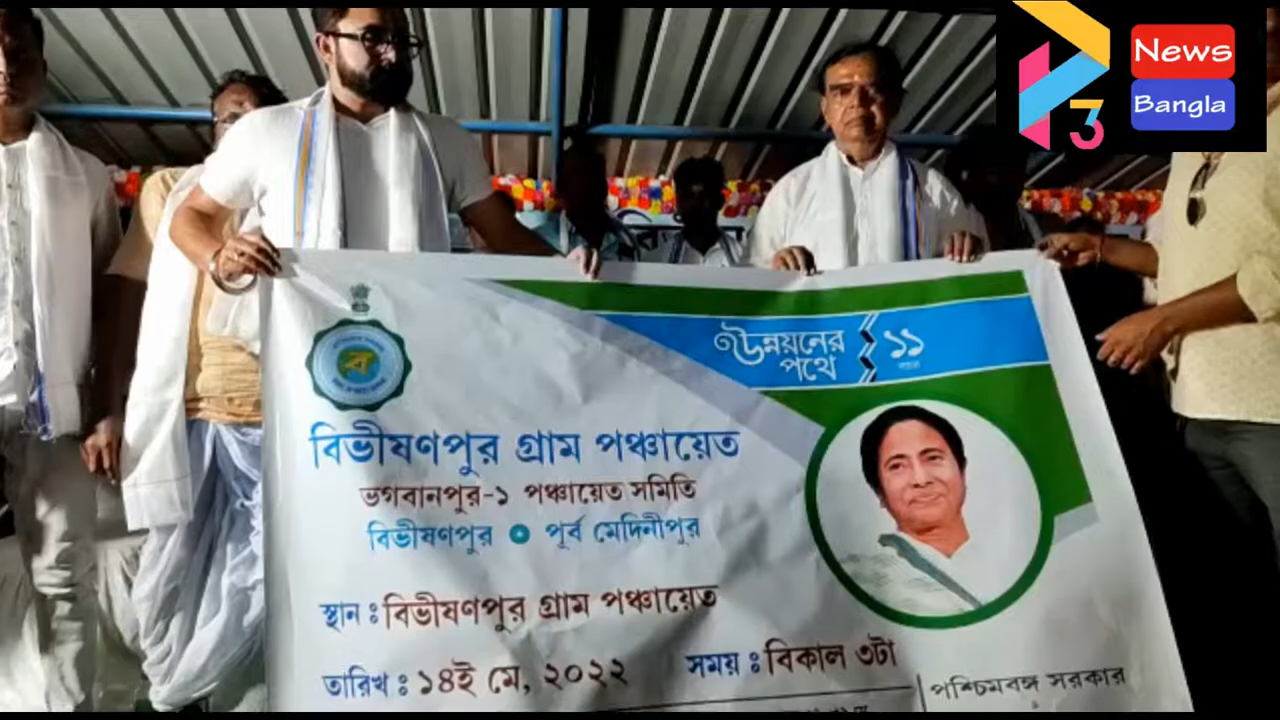 News
Bangla
3
উন্নয়নের
পথে
১১
বিভীষণপুর গ্রাম পঞ্চায়েত
ভগবানপুর-১ পঞ্চায়েত সমিতি
বিভীষণপুর পূর্ব মেদিনীপুর
স্থান : বিভীষণপুর গ্রাম পঞ্চায়েত
তারিখ : ১৪ই মে, ২০২২ সময় : বিকাল ৩টা
পশ্চিমবঙ্গ সরকার